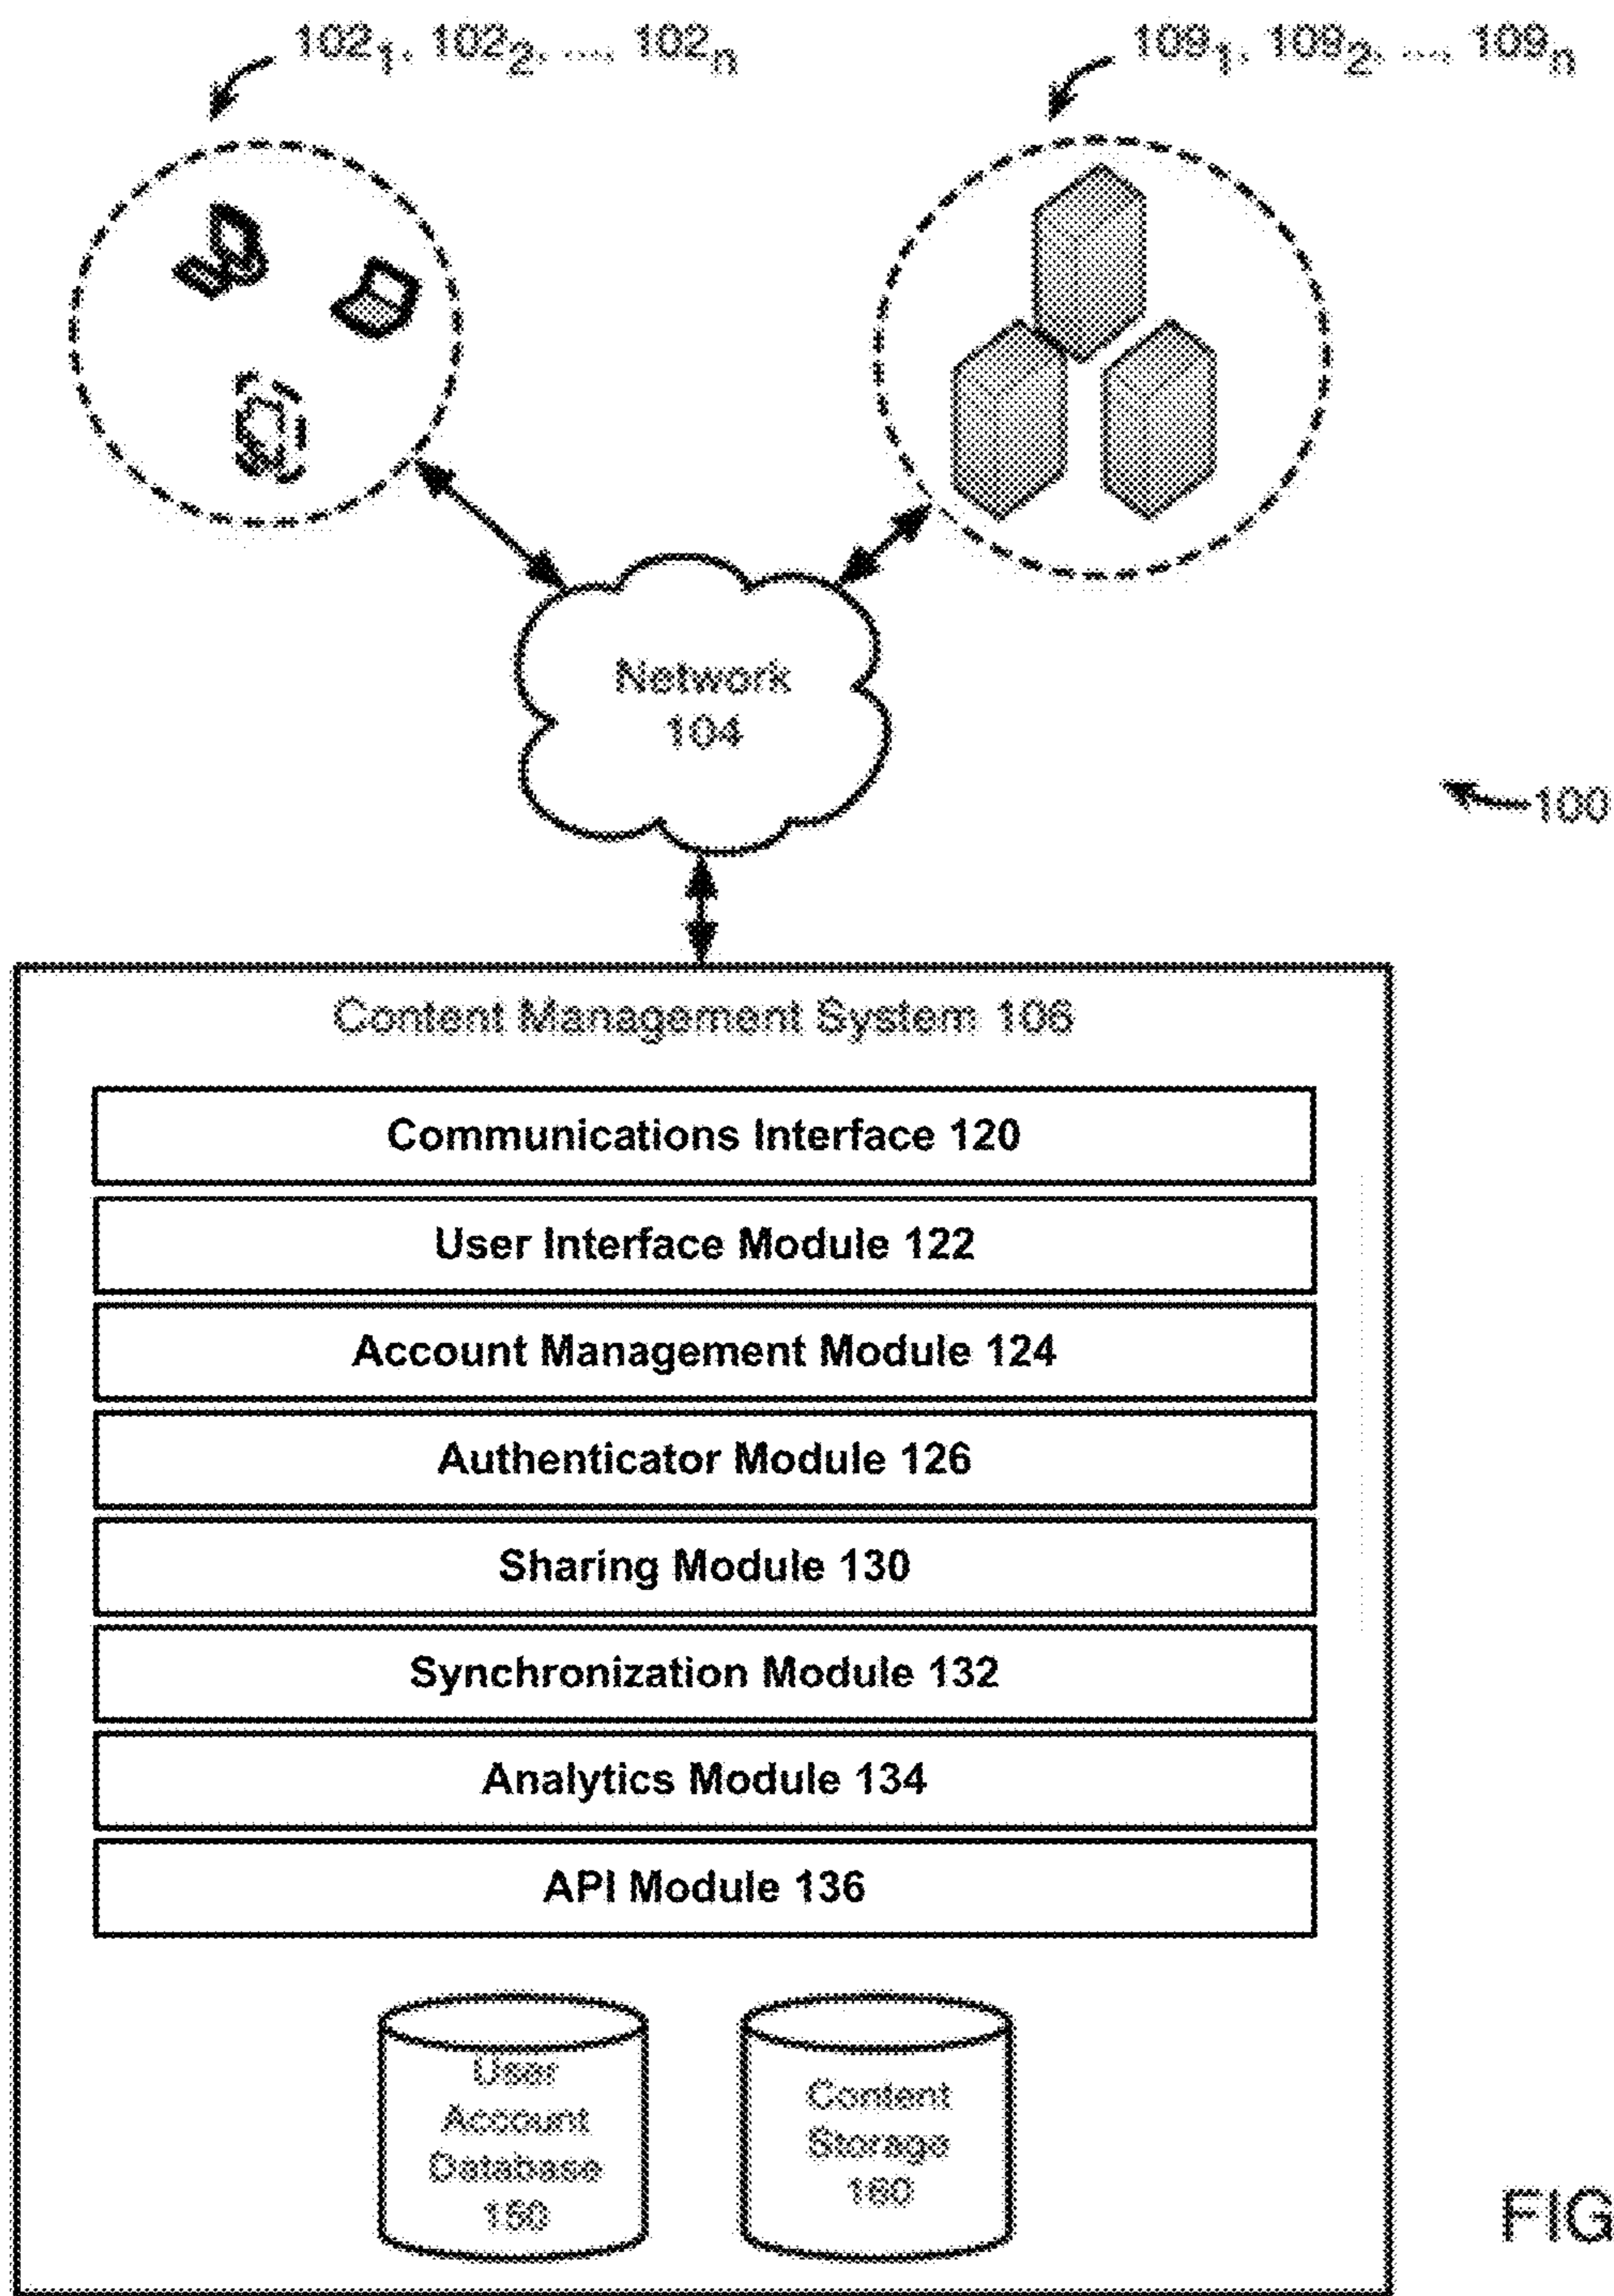 102₁, 102₂, ..., 102ₙ
109₁, 109₂, ..., 109ₙ
Network
104
100
Content Management System 106
Communications Interface 120
User Interface Module 122
Account Management Module 124
Authenticator Module 126
Sharing Module 130
Synchronization Module 132
Analytics Module 134
API Module 136
User
Account
Database
150
Content
Storage
160
FIG